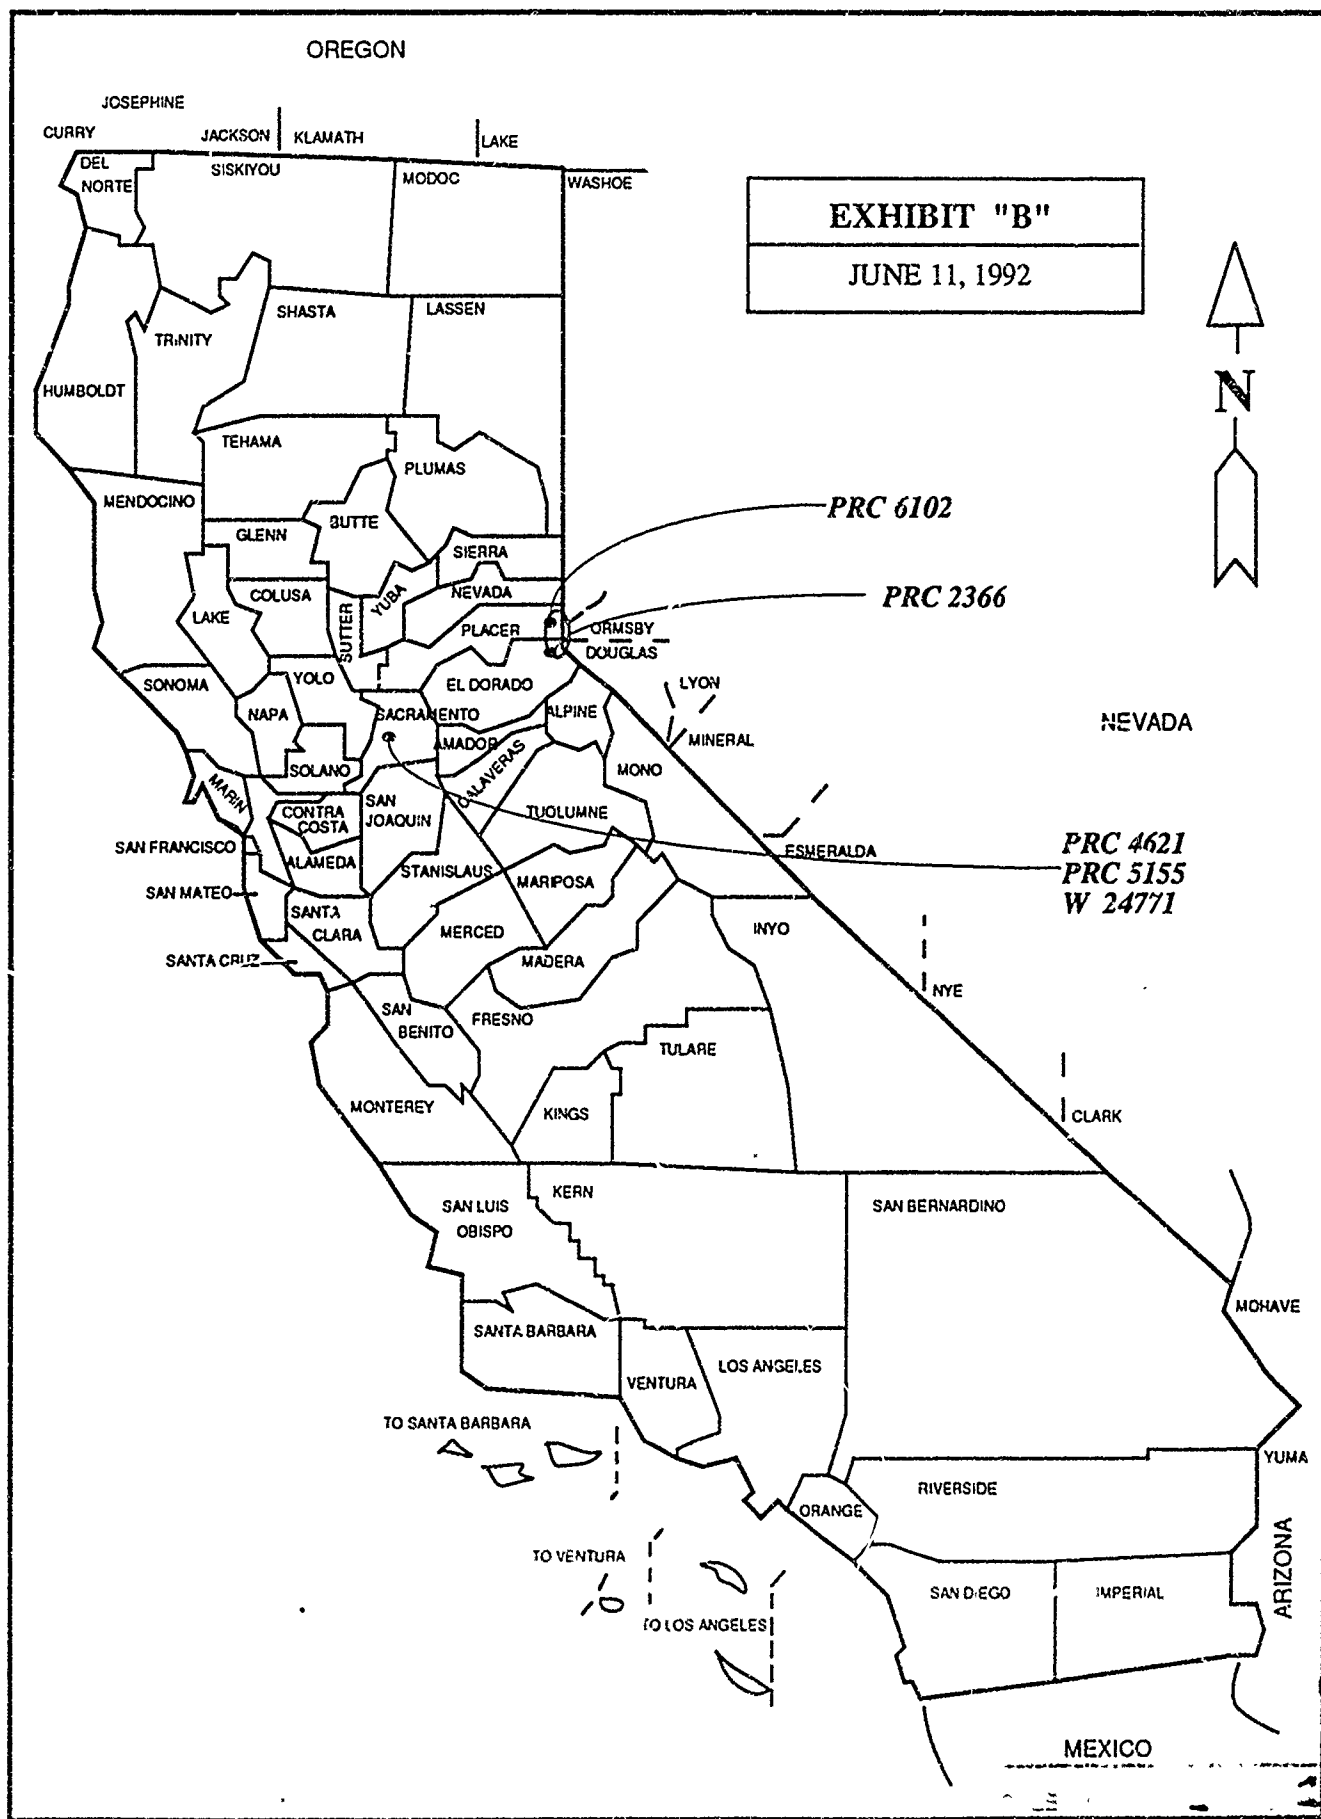 OREGON
JOSEPHINE
CURRY
JACKSON
KLAMATH
LAKE
DEL
NORTE
SISKIYOU
MODOC
WASHOE
EXHIBIT "B"
JUNE 11, 1992
SHASTA
LASSEN
TRINITY
N
HUMBOLDT
TEHAMA
PLUMAS
MENDOCINO
BUTTE
PRC 6102
GLENN
SIERRA
COLUSA
YUBA
NEVADA
PRC 2366
LAKE
SUTTER
PLACER
ORMSBY
DOUGLAS
SONOMA
YOLO
EL DORADO
LYON
NAPA
SACRAMENTO
ALPINE
NEVADA
AMADOR
MINERAL
SOLANO
CALAVERAS
MONO
MARIN
CONTRA
COSTA
SAN
JOAQUIN
TUOLUMNE
SAN FRANCISCO
ALAMEDA
ESMERALDA
PRC 4621
PRC 5155
W 24771
STANISLAUS
MARIPOSA
SAN MATEO
SANTA
CLARA
MERCED
INYO
SANTA CRUZ
MADERA
NYE
SAN
BENITO
FRESNO
TULARE
MONTEREY
KINGS
CLARK
KERN
SAN LUIS
OBISPO
SAN BERNARDINO
MOHAVE
SANTA BARBARA
LOS ANGELES
VENTURA
TO SANTA BARBARA
YUMA
RIVERSIDE
ORANGE
ARIZONA
TO VENTURA
SAN DIEGO
IMPERIAL
TO LOS ANGELES
MEXICO